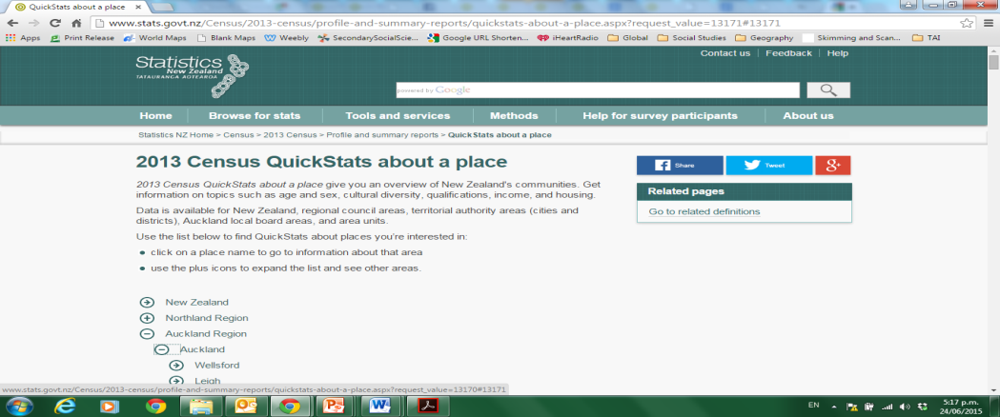 QuickStats about a place
www.stats.govt.nz/Census/2013-census/profile-and-summary-reports/quickstats-about-a-place.aspx?request_value=13171#13171
Apps Print Release World Maps Blank Maps Weebly SecondarySocialScie... Google URL Shorten... iHeartRadio Global Social Studies Geography Skimming and Scan... TAI
Contact us | Feedback | Help
Statistics
New Zealand
TATAURANGA AOTEAROA
powered by Google
Home Browse for stats Tools and services Methods Help for survey participants About us
Statistics NZ Home > Census > 2013 Census > Profile and summary reports > QuickStats about a place
2013 Census QuickStats about a place
Share Tweet g+
2013 Census QuickStats about a place give you an overview of New Zealand's communities. Get
information on topics such as age and sex, cultural diversity, qualifications, income, and housing.
Related pages
Go to related definitions
Data is available for New Zealand, regional council areas, territorial authority areas (cities and
districts), Auckland local board areas, and area units.
Use the list below to find QuickStats about places you're interested in:
• click on a place name to go to information about that area
• use the plus icons to expand the list and see other areas.
New Zealand
Northland Region
Auckland Region
Auckland
Wellsford
Leigh
www.stats.govt.nz/Census/2013-census/profile-and-summary-reports/quickstats-about-a-place.aspx?request_value=13170#13171
EN 5:17 p.m.
24/06/2015